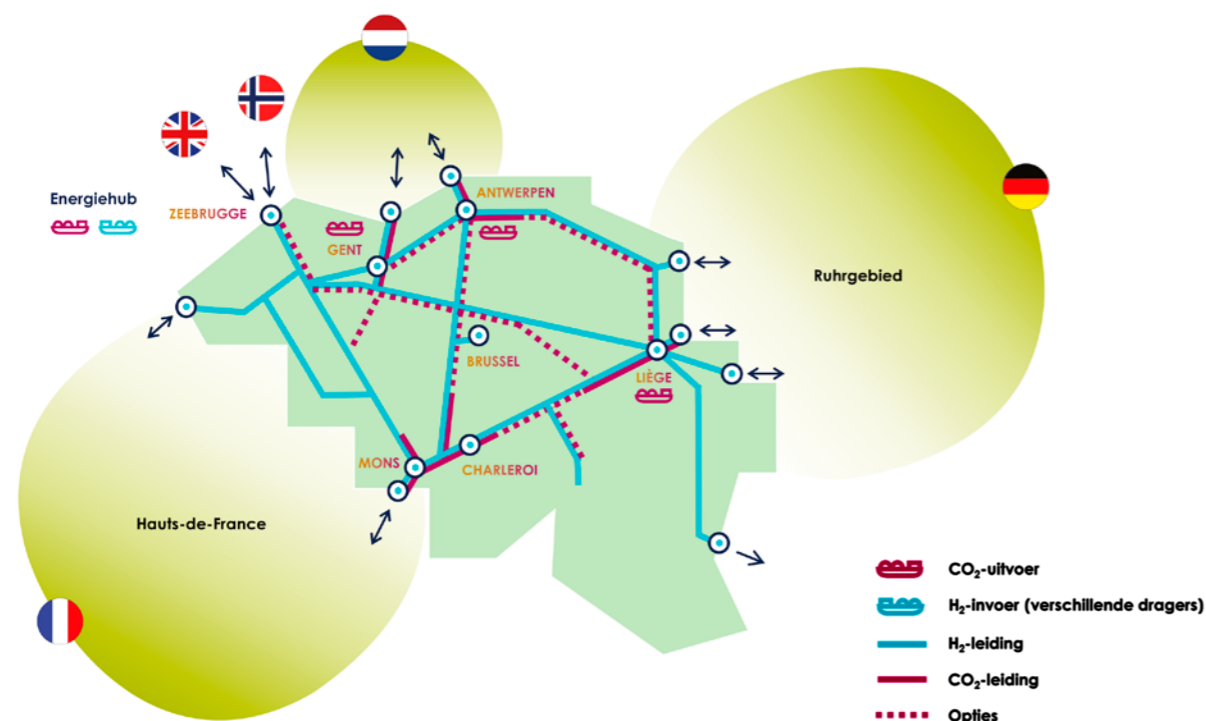 Energiehub
ZEEBRUGGE
ANTWERPEN
GENT
Ruhrgebied
BRUSSEL
LIÈGE
MONS
CHARLEROI
Hauts-de-France
CO₂-uitvoer
H₂-invoer (verschillende dragers)
H₂-leiding
CO₂-leiding
Opties